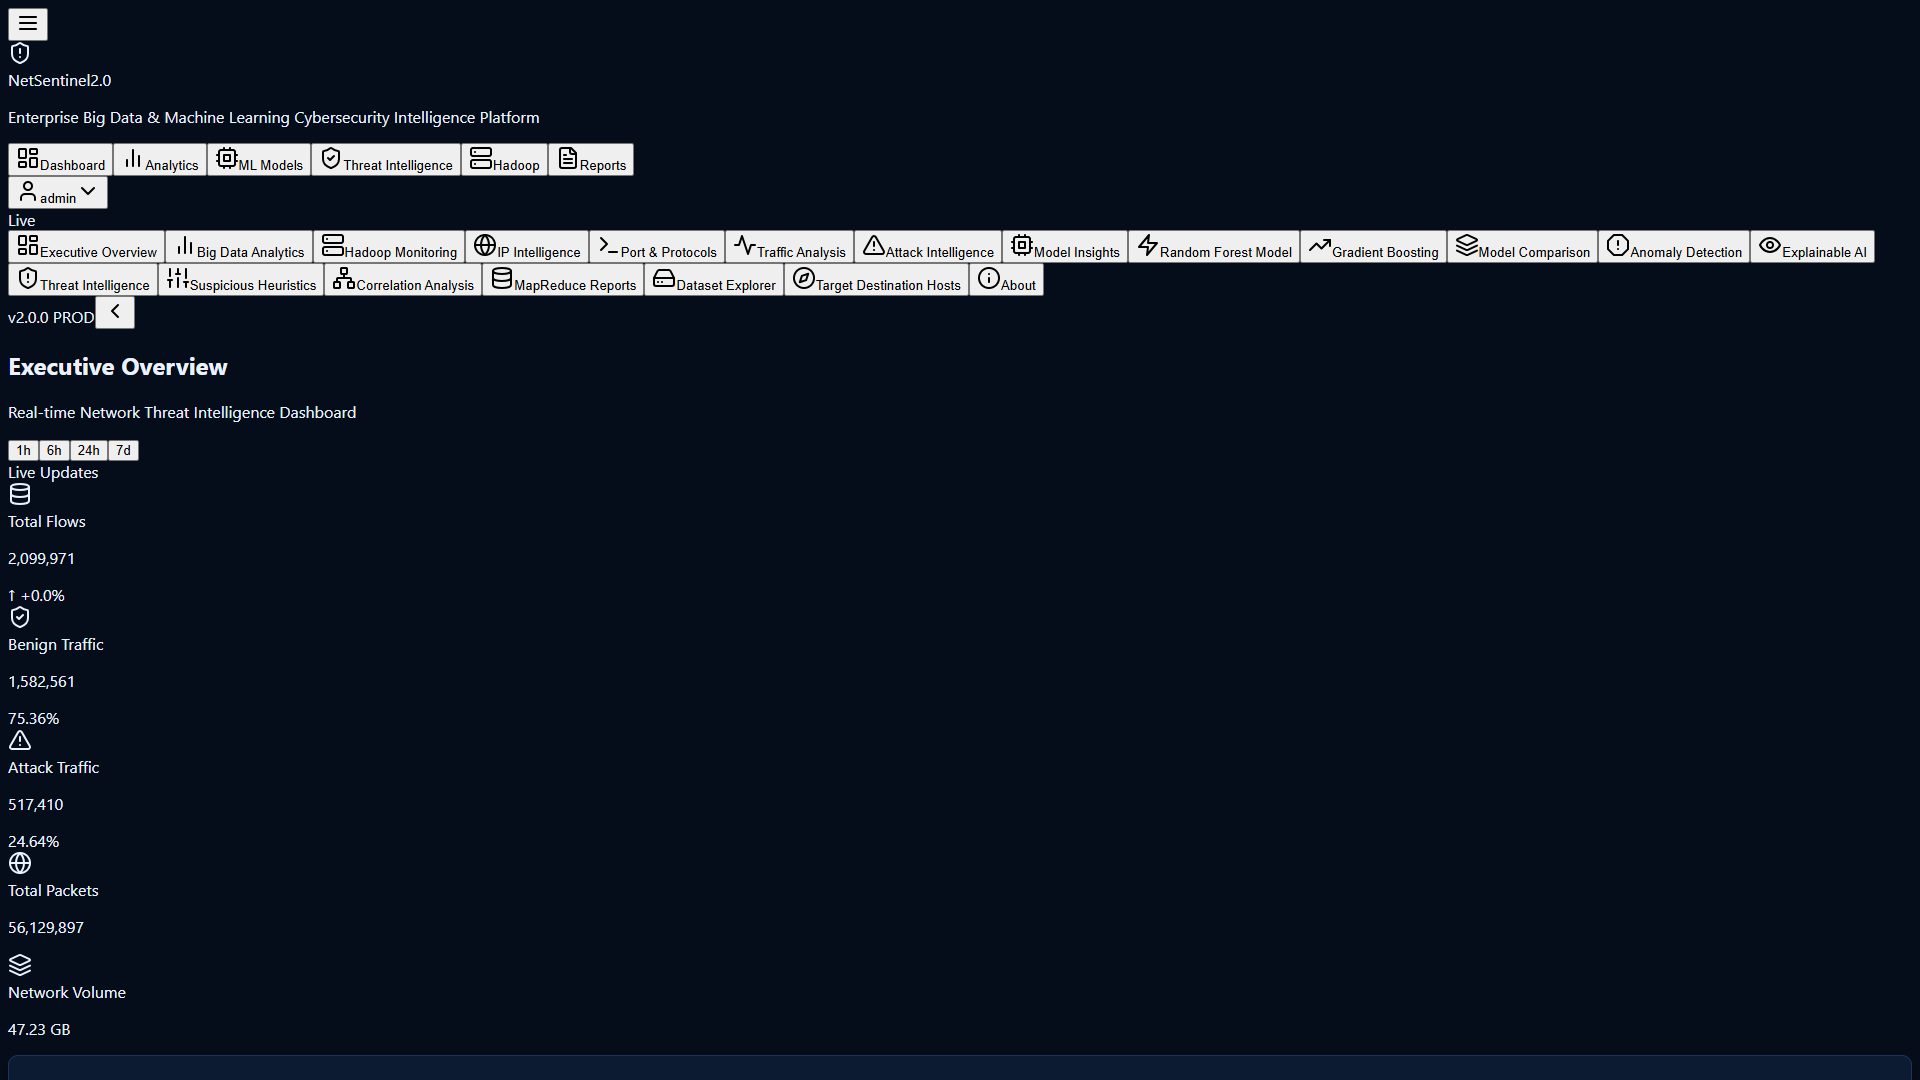 NetSentinel2.0
Enterprise Big Data & Machine Learning Cybersecurity Intelligence Platform
Dashboard Analytics ML Models Threat Intelligence Hadoop Reports
admin
Live
Executive Overview Big Data Analytics Hadoop Monitoring IP Intelligence Port & Protocols Traffic Analysis Attack Intelligence Model Insights Random Forest Model Gradient Boosting Model Comparison Anomaly Detection Explainable AI
Threat Intelligence Suspicious Heuristics Correlation Analysis MapReduce Reports Dataset Explorer Target Destination Hosts About
v2.0.0 PROD
Executive Overview
Real-time Network Threat Intelligence Dashboard
1h 6h 24h 7d
Live Updates
Total Flows
2,099,971
↑ +0.0%
Benign Traffic
1,582,561
75.36%
Attack Traffic
517,410
24.64%
Total Packets
56,129,897
Network Volume
47.23 GB